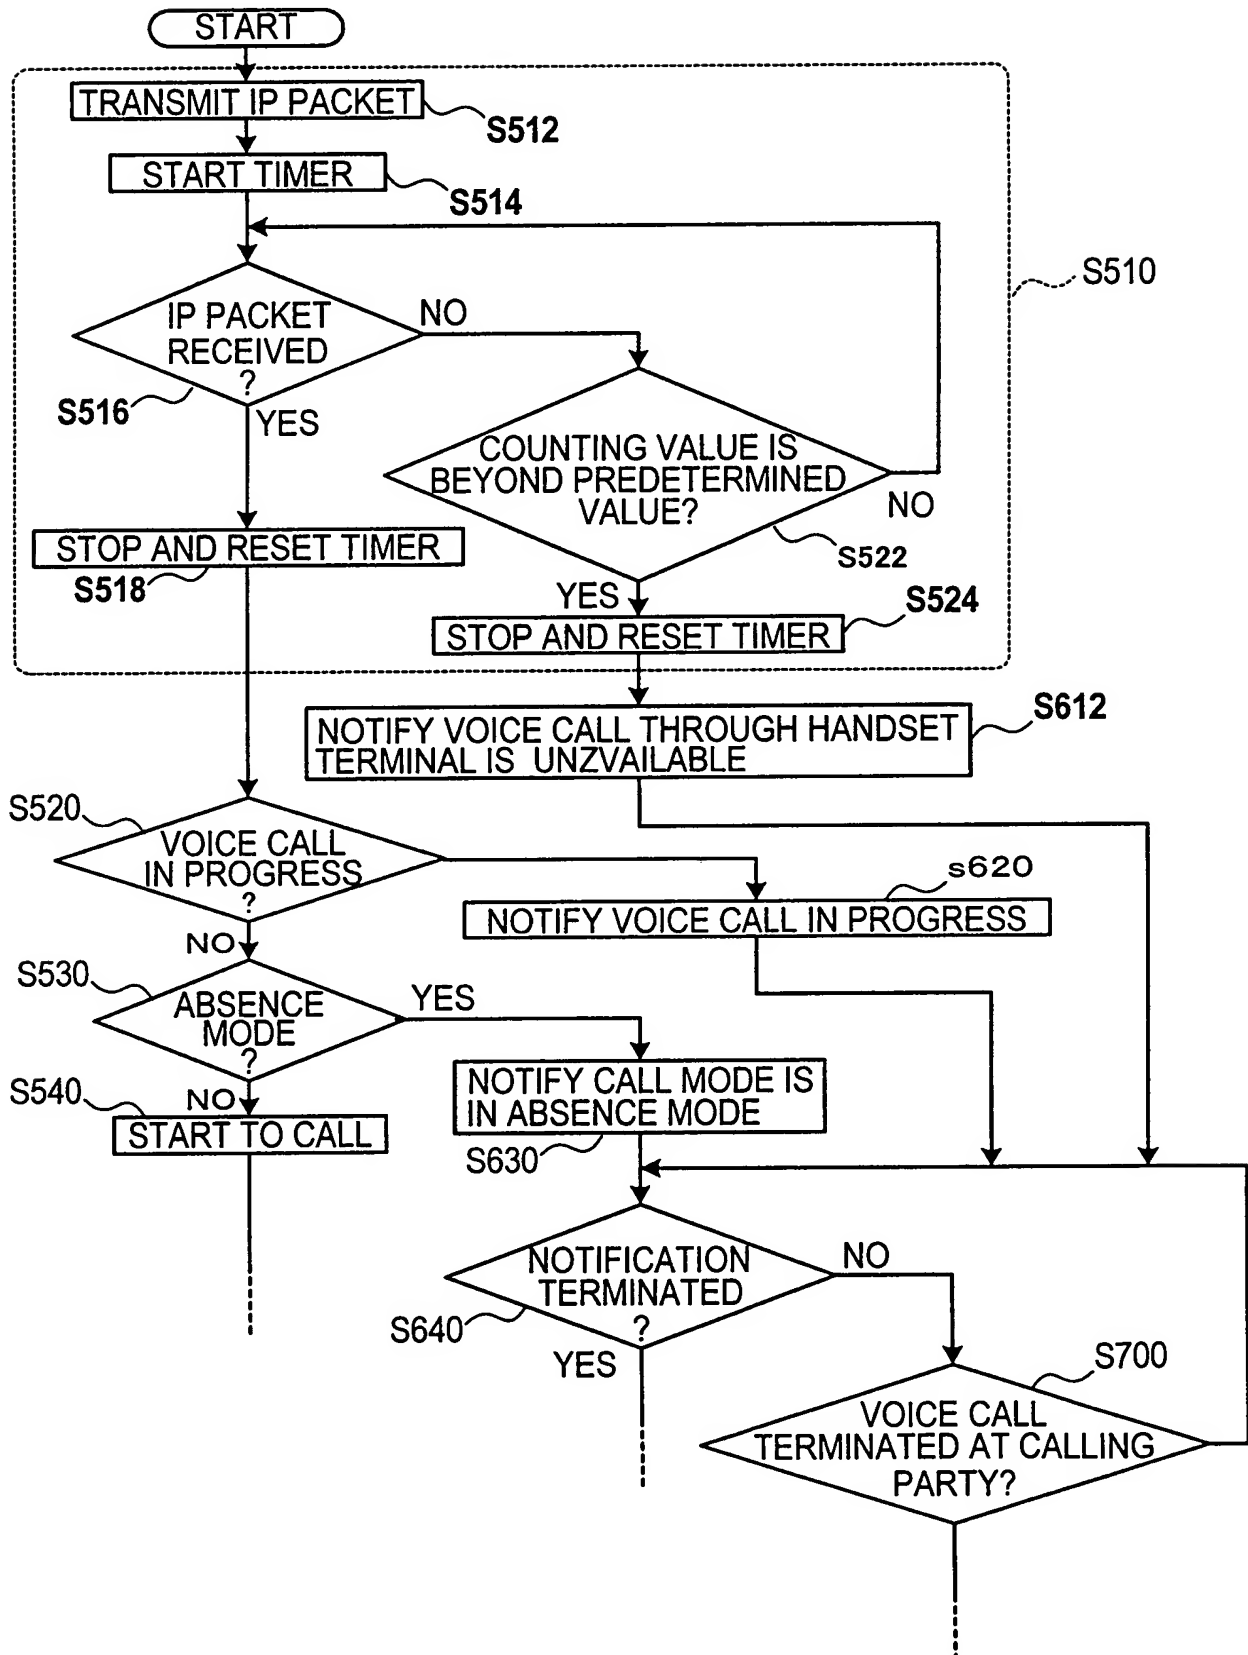 START
TRANSMIT IP PACKET
S512
START TIMER
S514
S510
IP PACKET
RECEIVED
?
NO
S516
YES
COUNTING VALUE IS
BEYOND PREDETERMINED
VALUE?
NO
S522
STOP AND RESET TIMER
S518
YES
S524
STOP AND RESET TIMER
S612
NOTIFY VOICE CALL THROUGH HANDSET
TERMINAL IS UNZVAILABLE
S520
VOICE CALL
IN PROGRESS
?
s620
NOTIFY VOICE CALL IN PROGRESS
NO
S530
ABSENCE
MODE
?
YES
NOTIFY CALL MODE IS
IN ABSENCE MODE
S630
S540
NO
START TO CALL
NOTIFICATION
TERMINATED
?
NO
S640
YES
S700
VOICE CALL
TERMINATED AT CALLING
PARTY?